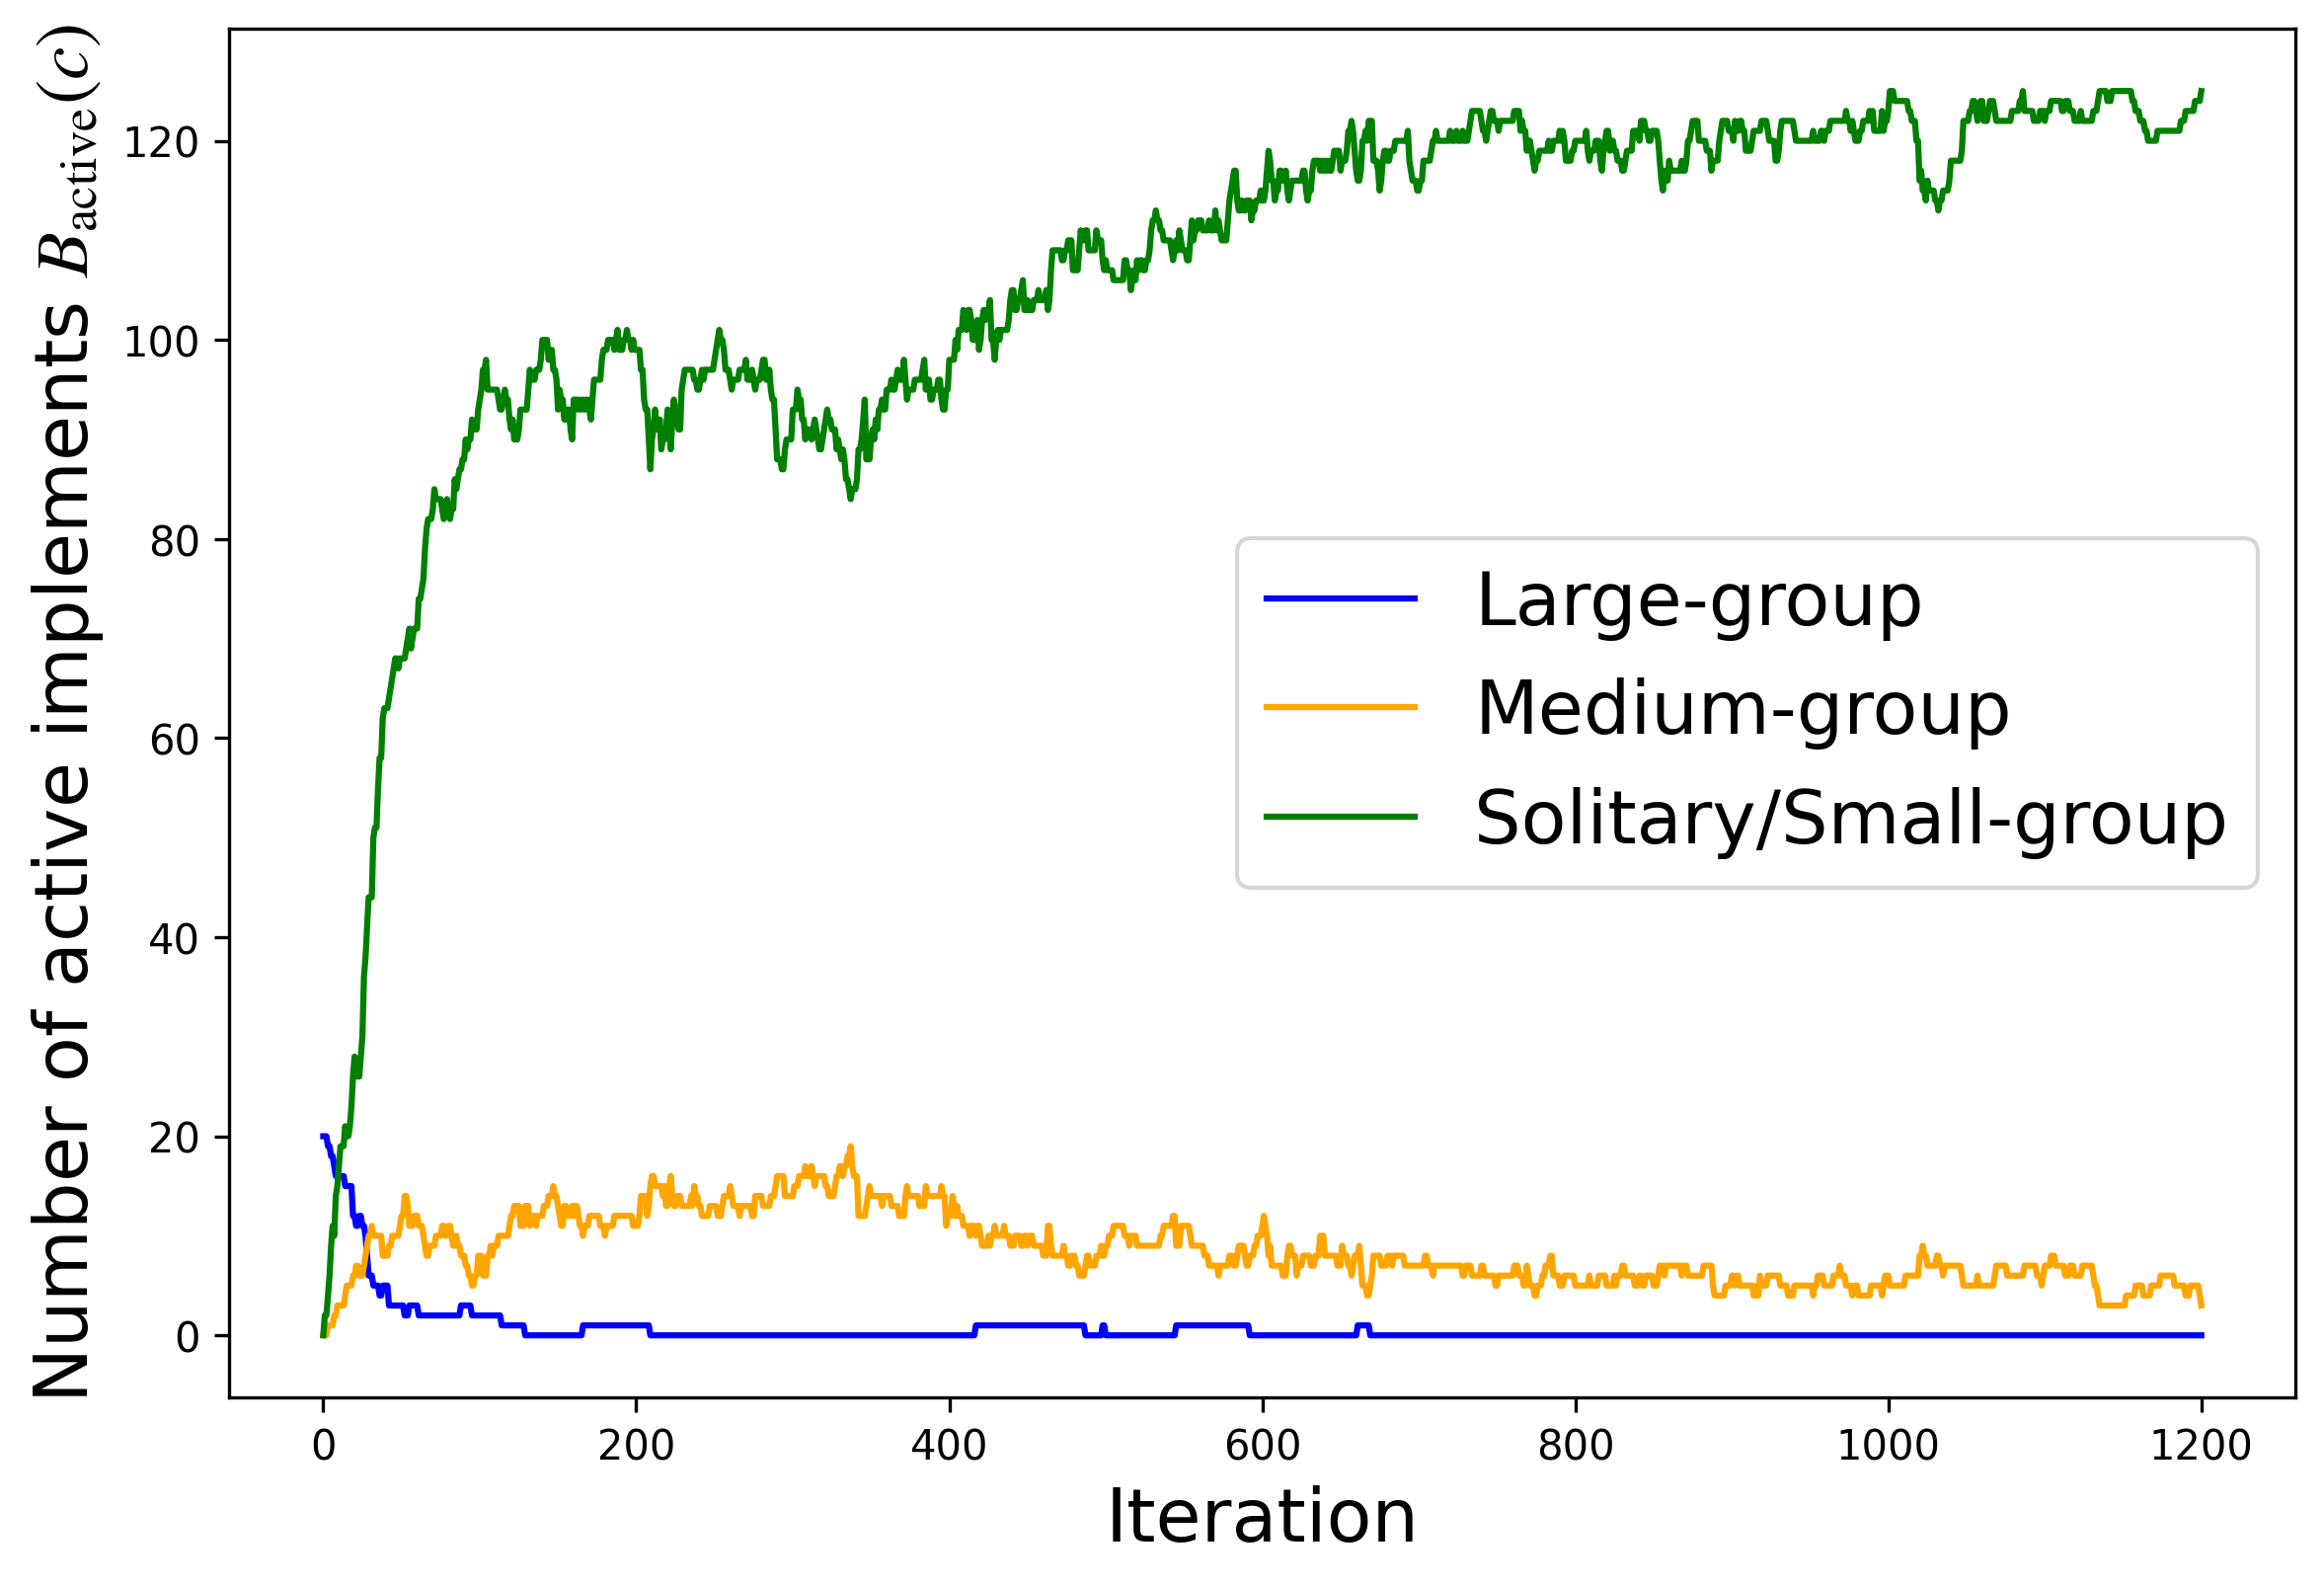 Number of active implements B_active(c)
120
100
80
60
40
20
0
Large-group
Medium-group
Solitary/Small-group
0 200 400 600 800 1000 1200
Iteration